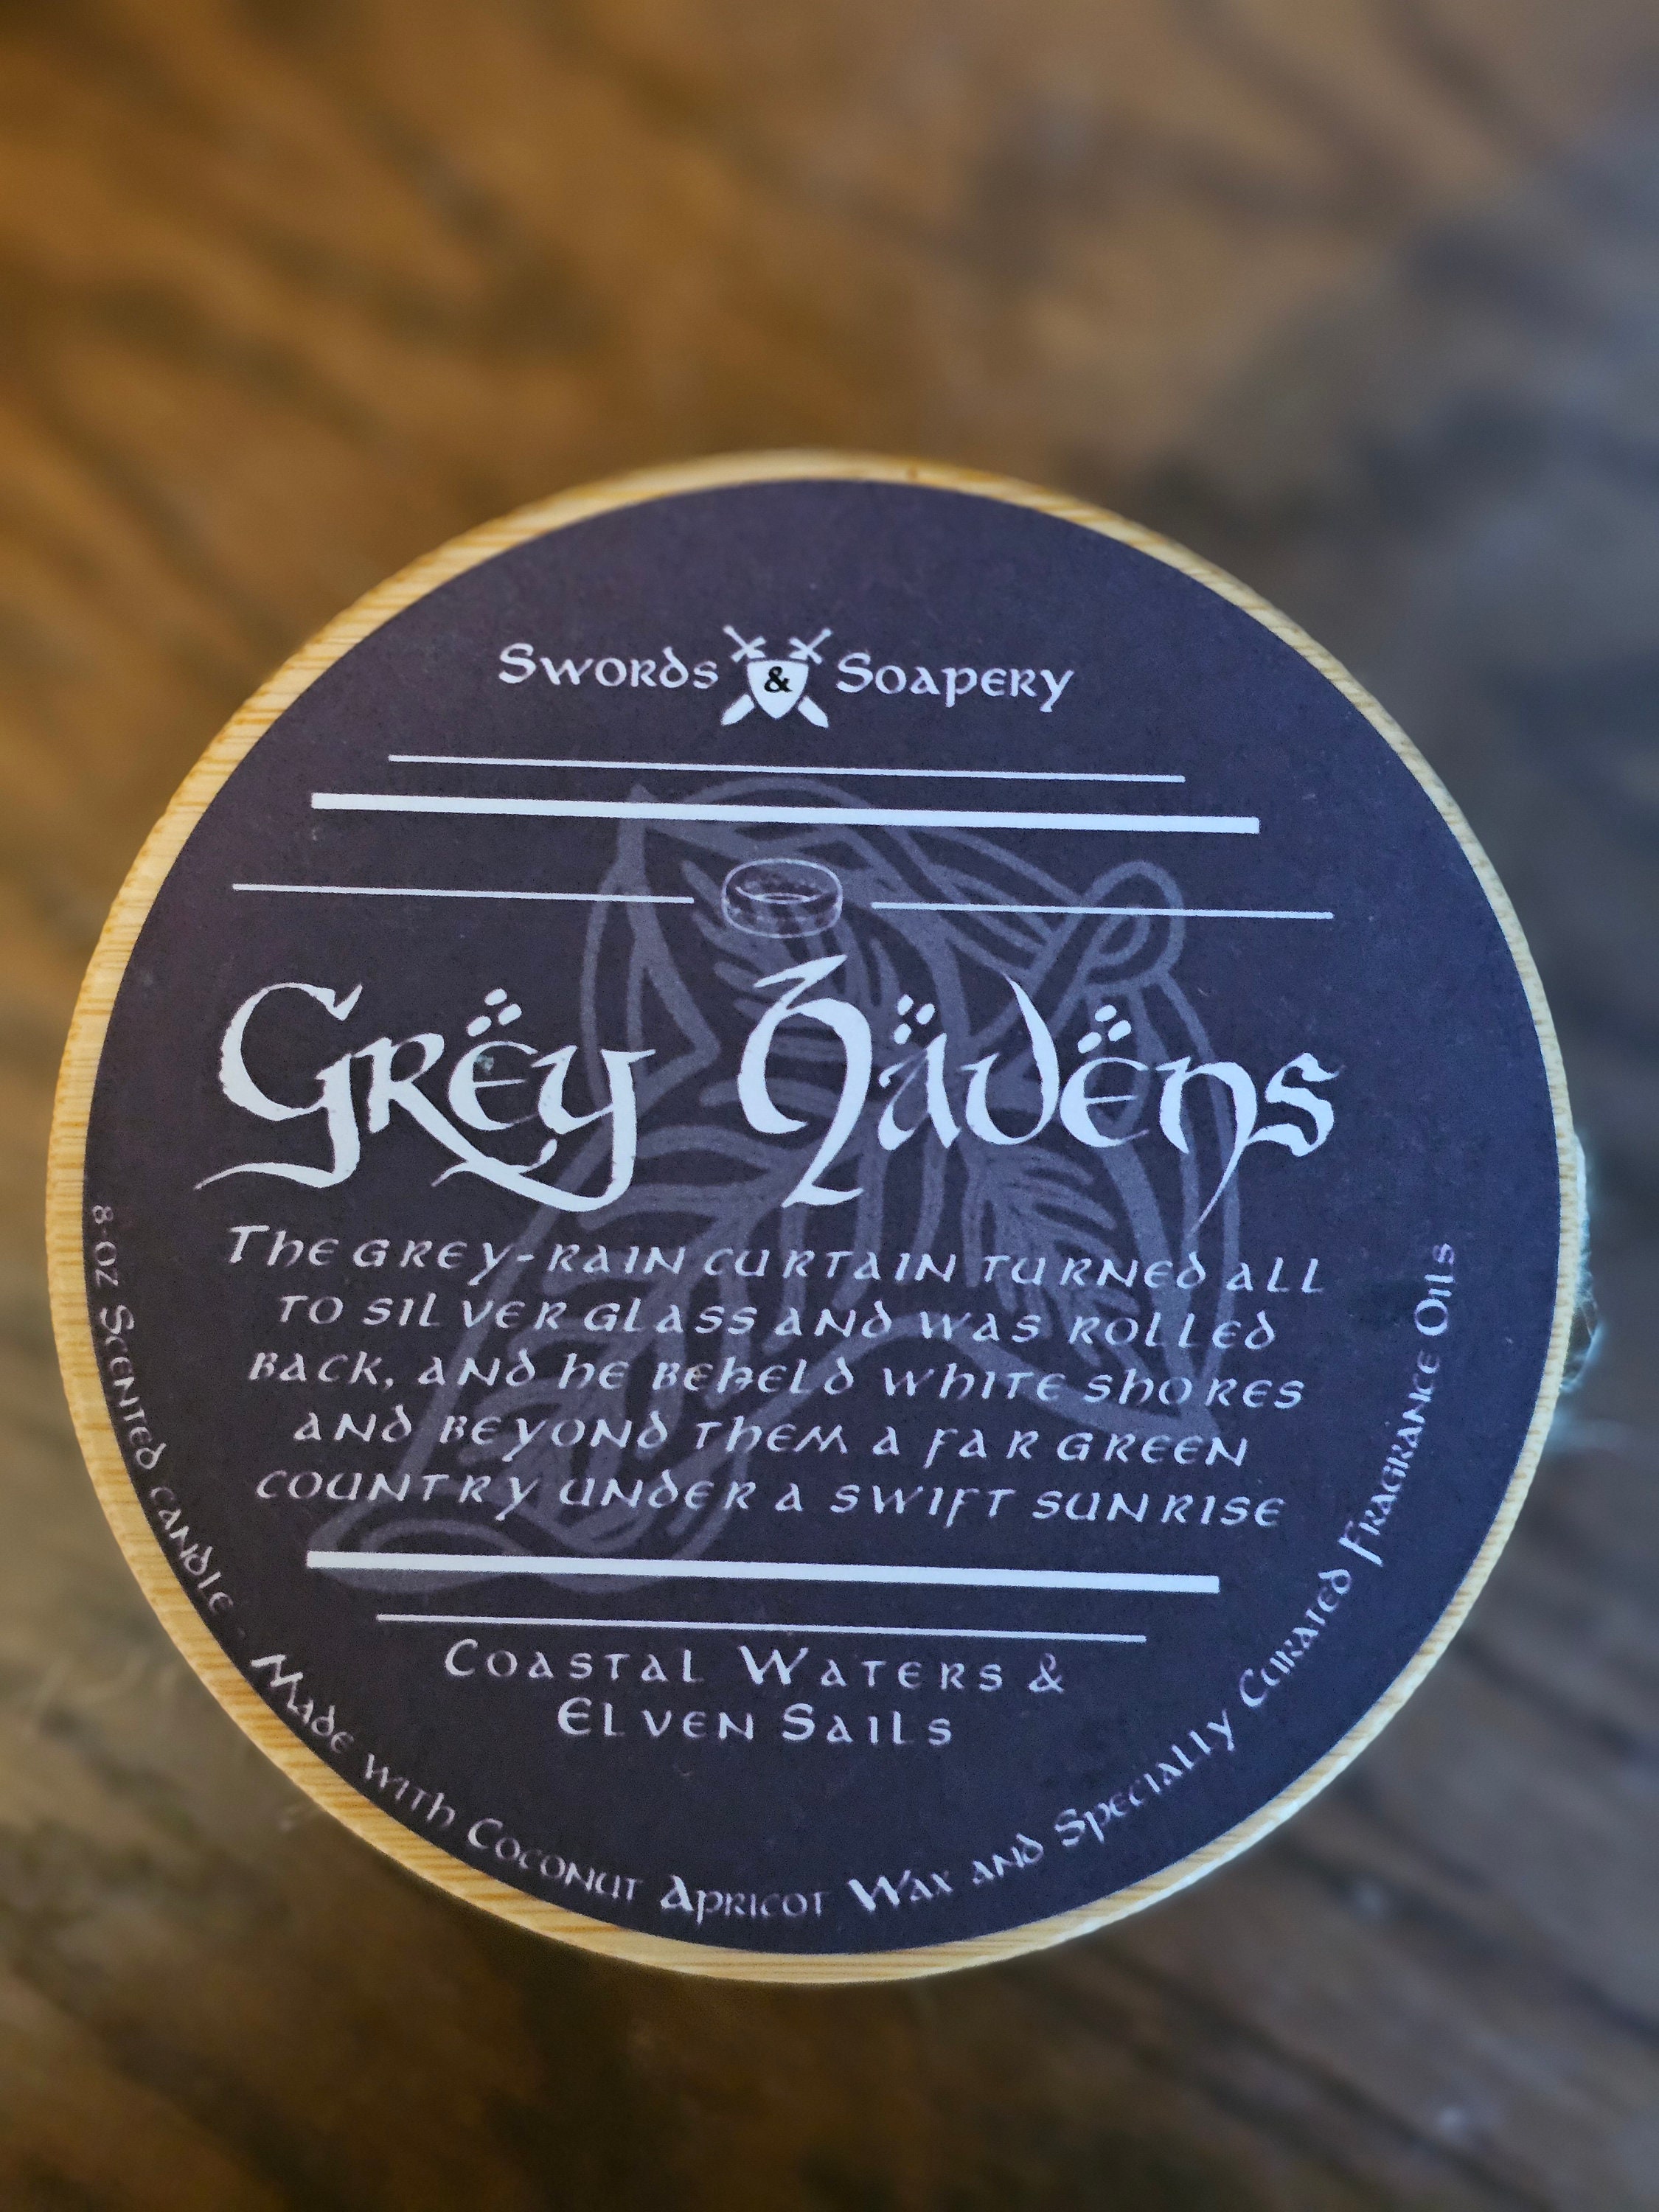 Swords & Soapery
Grey Havens
The grey-rain curtain turned all
to silver glass and was rolled
back, and he beheld white shores
and beyond them a far green
country under a swift sunrise
Coastal Waters &
Elven Sails
8 oz Scented candle - Made with Coconut Apricot Wax and Specially Curated Fragrance Oils